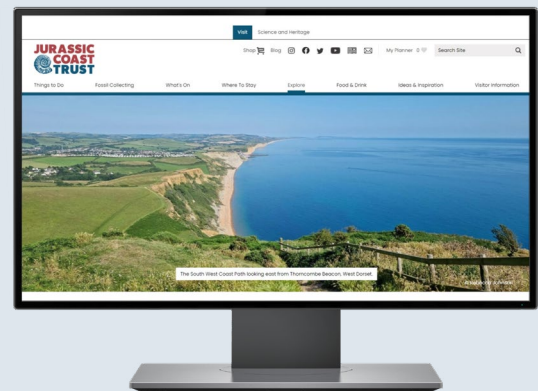 Visit Science and Heritage
JURASSIC
COAST
TRUST
Shop Blog My Planner 0 Search Site
Things to Do Fossil Collecting What's On Where To Stay Explore Food & Drink Ideas & Inspiration Visitor Information
The South West Coast Path looking east from Thorncombe Beacon, West Dorset.